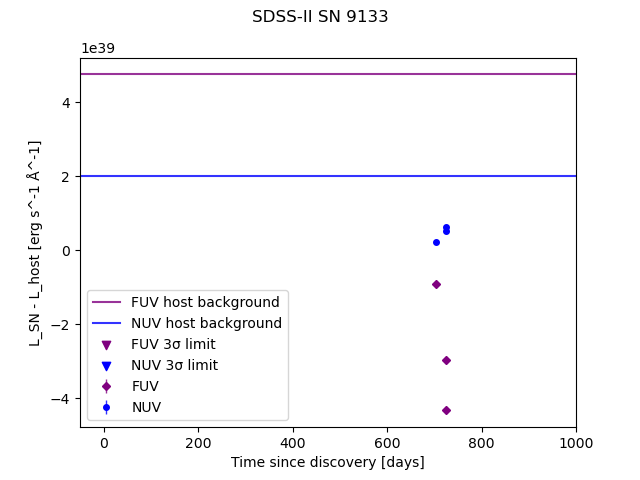 SDSS-II SN 9133
1e39
L_SN - L_host [erg s^-1 Å^-1]
4
2
0
−2
−4
FUV host background
NUV host background
FUV 3σ limit
NUV 3σ limit
FUV
NUV
0 200 400 600 800 1000
Time since discovery [days]